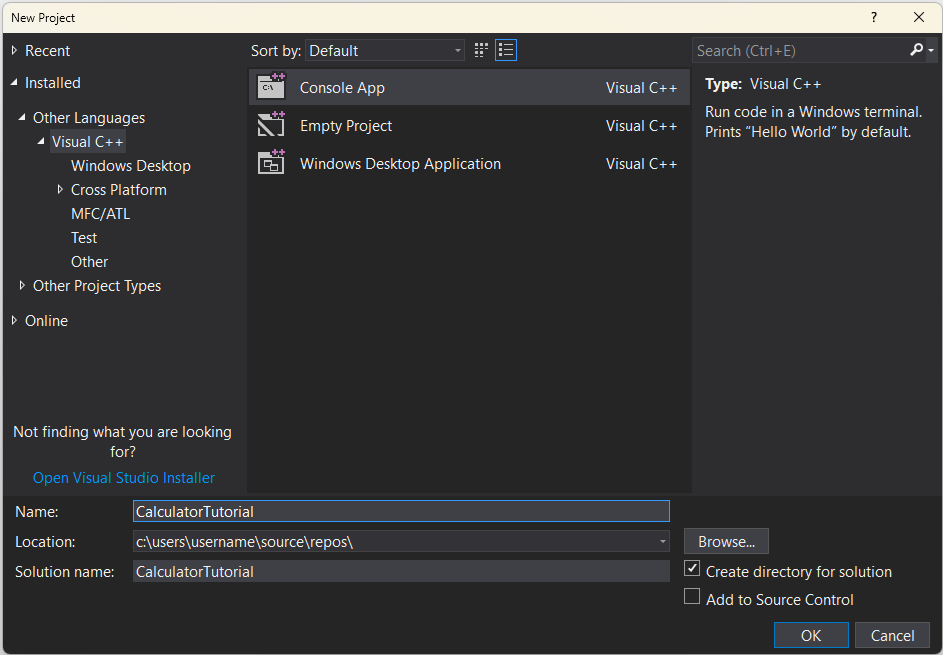 New Project
?
Recent
Installed
Other Languages
Visual C++
Windows Desktop
Cross Platform
MFC/ATL
Test
Other
Other Project Types
Online
Not finding what you are looking
for?
Open Visual Studio Installer
Sort by: Default
Console App Visual C++
Empty Project Visual C++
Windows Desktop Application Visual C++
Search (Ctrl+E)
Type: Visual C++
Run code in a Windows terminal.
Prints “Hello World” by default.
Name: CalculatorTutorial
Location: c:\users\username\source\repos\
Browse...
Solution name: CalculatorTutorial
Create directory for solution
Add to Source Control
OK Cancel